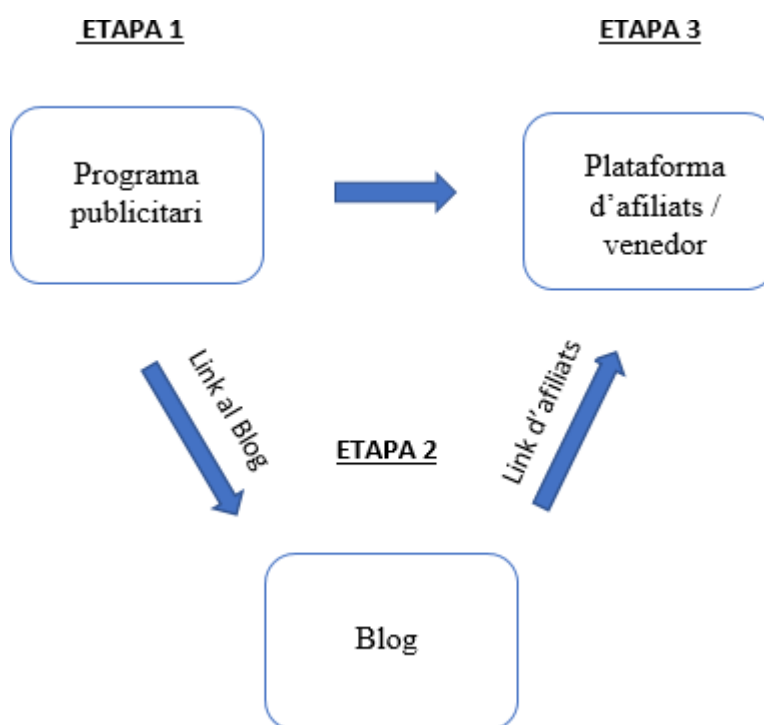 ETAPA 1
ETAPA 3
Programa
publicitari
Plataforma
d’afiliats /
venedor
Link al Blog
Link d’afiliats
ETAPA 2
Blog